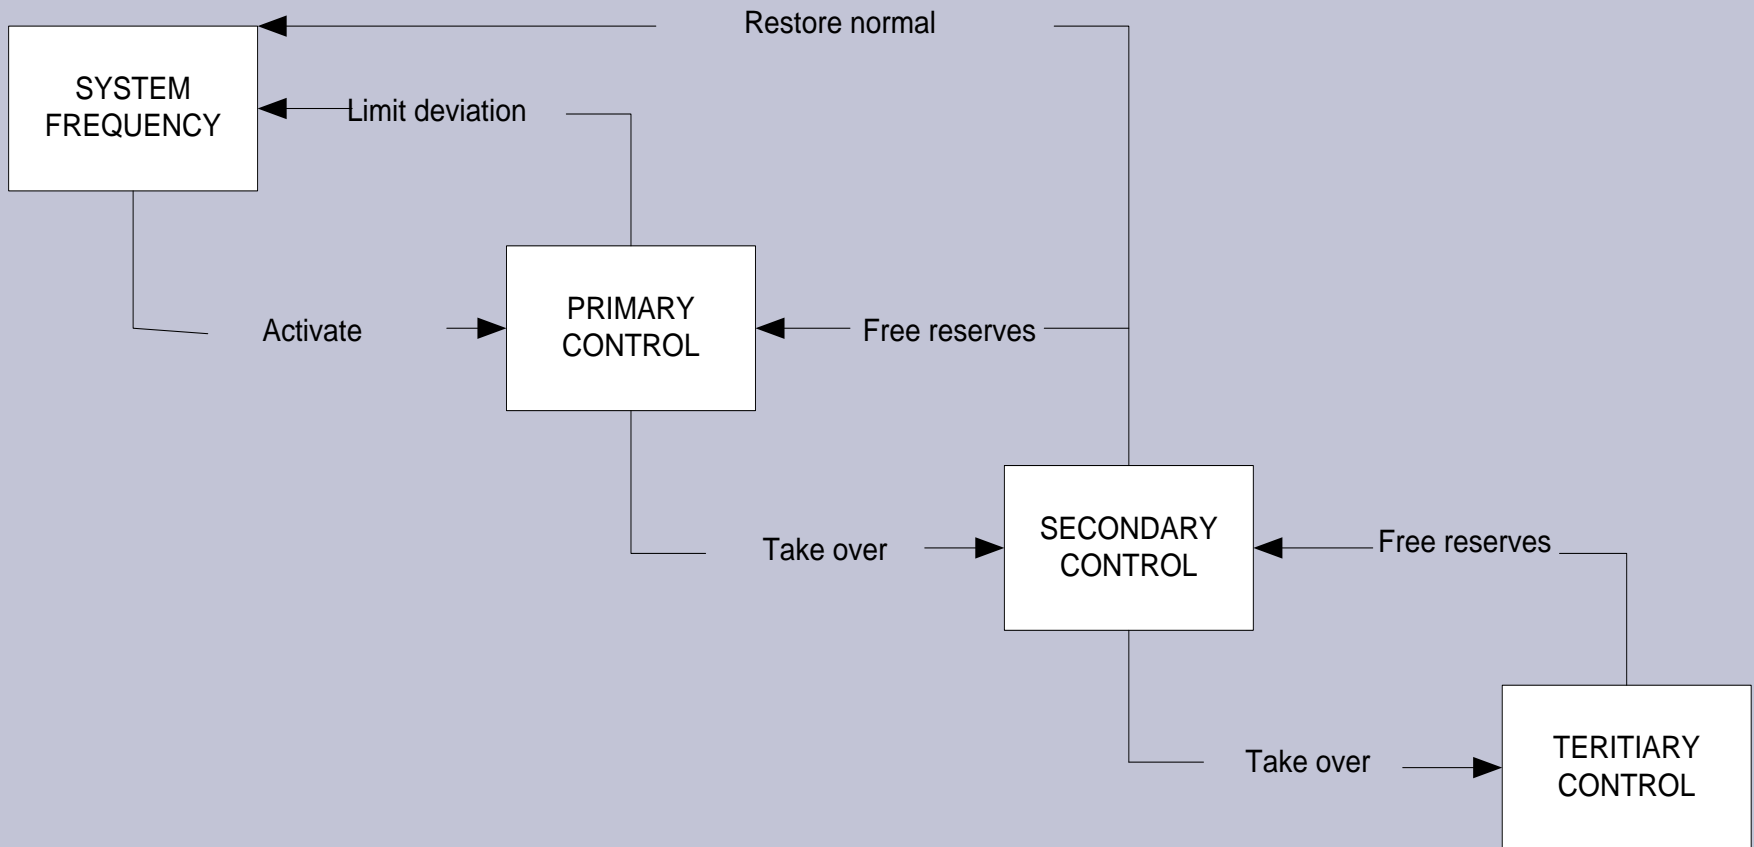 Restore normal
SYSTEM
FREQUENCY
Limit deviation
PRIMARY
CONTROL
Activate
Free reserves
SECONDARY
CONTROL
Take over
Free reserves
TERITIARY
CONTROL
Take over